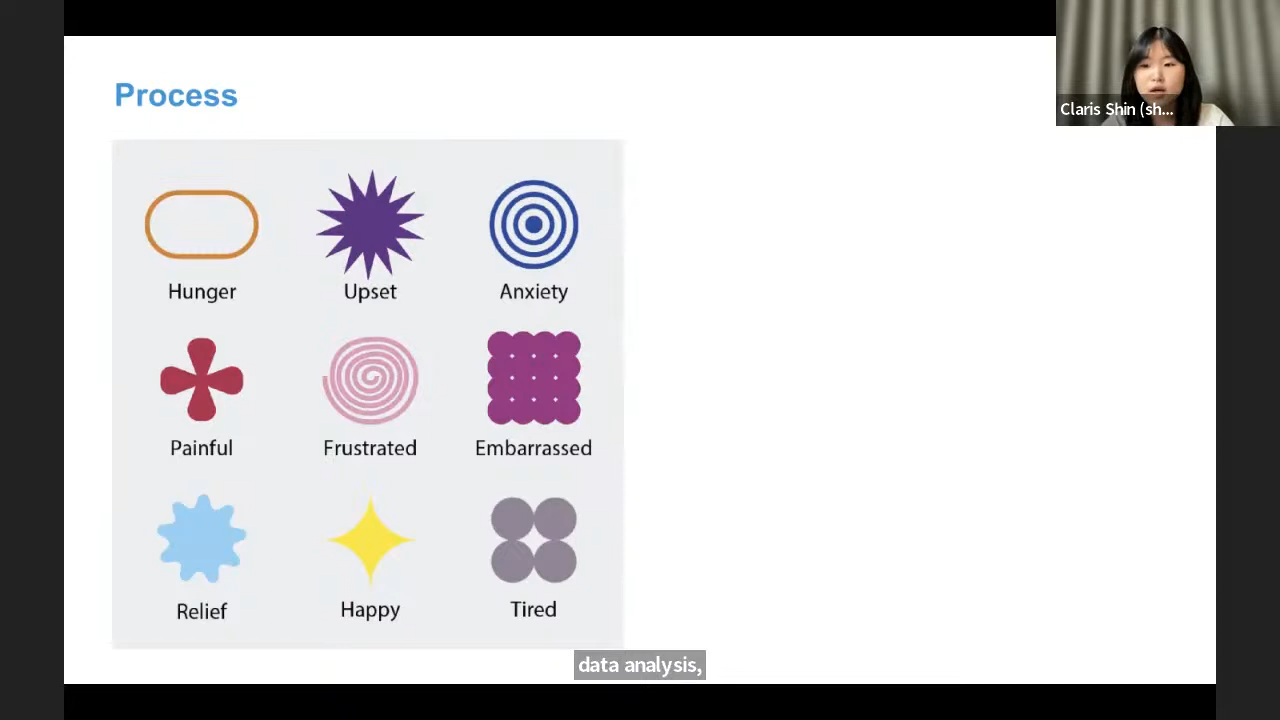 Process
Claris Shin (sh...
Hunger
Upset
Anxiety
Painful
Frustrated
Embarrassed
Relief
Happy
Tired
data analysis,